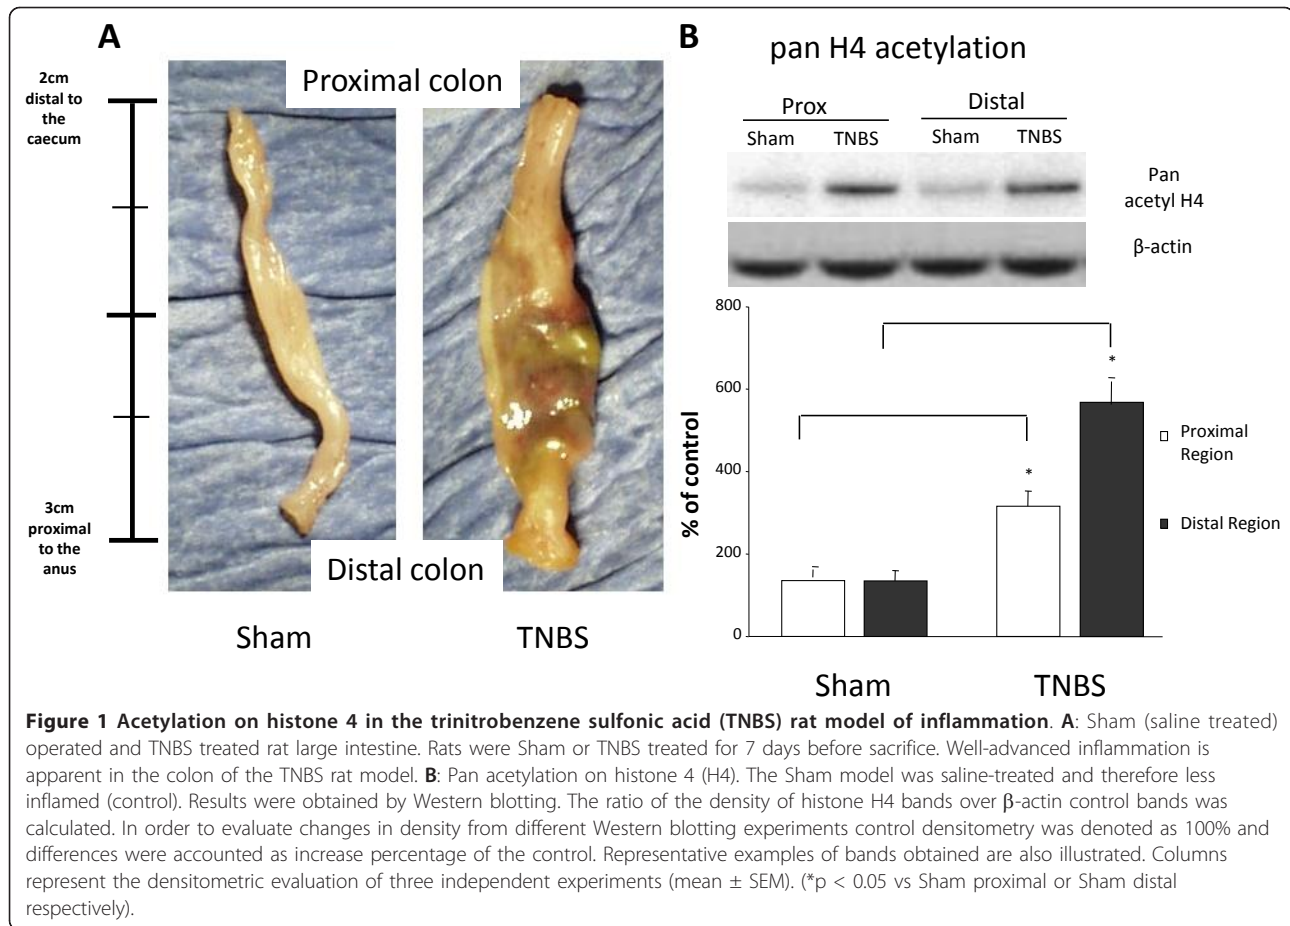 A
2cm
distal to
the
caecum
3cm
proximal
to the
anus
Proximal colon
Distal colon
Sham
TNBS
B
pan H4 acetylation
Prox
Distal
Sham
TNBS
Sham
TNBS
Pan
acetyl H4
β-actin
% of control
800
600
400
200
0
*
*
Proximal
Region
Distal Region
Sham
TNBS
Figure 1 Acetylation on histone 4 in the trinitrobenzene sulfonic acid (TNBS) rat model of inflammation. A: Sham (saline treated)
operated and TNBS treated rat large intestine. Rats were Sham or TNBS treated for 7 days before sacrifice. Well-advanced inflammation is
apparent in the colon of the TNBS rat model. B: Pan acetylation on histone 4 (H4). The Sham model was saline-treated and therefore less
inflamed (control). Results were obtained by Western blotting. The ratio of the density of histone H4 bands over β-actin control bands was
calculated. In order to evaluate changes in density from different Western blotting experiments control densitometry was denoted as 100% and
differences were accounted as increase percentage of the control. Representative examples of bands obtained are also illustrated. Columns
represent the densitometric evaluation of three independent experiments (mean ± SEM). (*p < 0.05 vs Sham proximal or Sham distal
respectively).